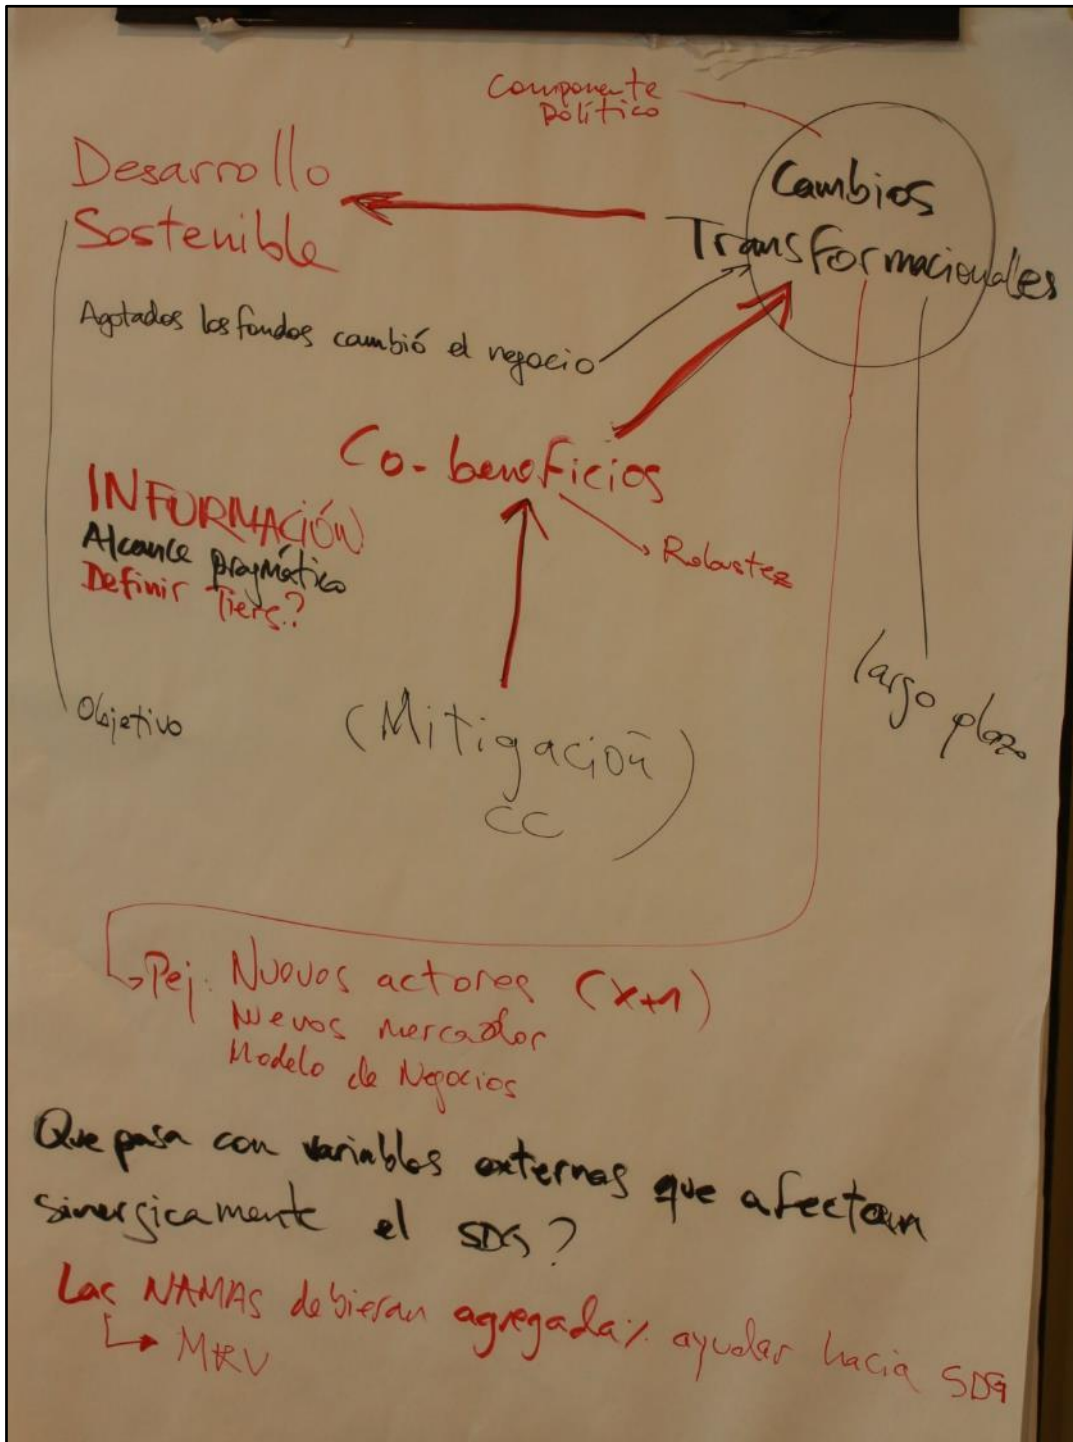 Componente
Político
Desarrollo
Sostenible
Cambios
Transformacionales
Agotados los fondos cambió el negocio
Co-beneficios
INFORMACIÓN
Alcance pragmático
Definir Tiers?
Robustez
largo plazo
Objetivo
(Mitigación)
CC
Pej: Nuevos actores (x+1)
Nuevos mercados
Modelo de Negocios
Que pasa con variables externas que afectan
sinergicamente el SDG?
Las NAMAS debieran agregada% ayudar hacia SDG
MRV